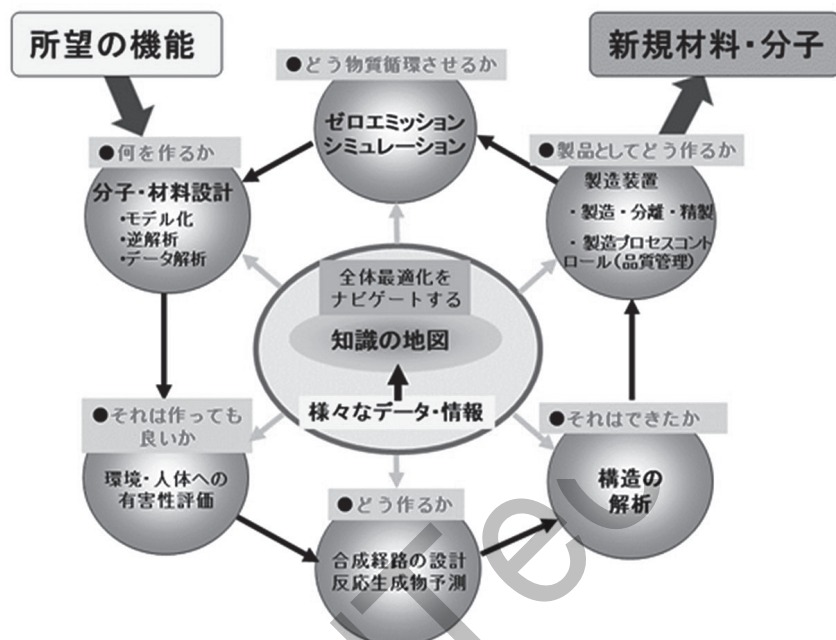 所望の機能
新規材料・分子
●どう物質循環させるか
ゼロエミッション
シミュレーション
●何を作るか
分子・材料設計
・モデル化
・逆解析
・データ解析
●製品としてどう作るか
製造装置
・製造・分離・精製
・製造プロセスコント
ロール(品質管理)
全体最適化を
ナビゲートする
知識の地図
様々なデータ・情報
●それは作っても
良いか
環境・人体への
有害性評価
●どう作るか
合成経路の設計
反応生成物予測
●それはできたか
構造の
解析